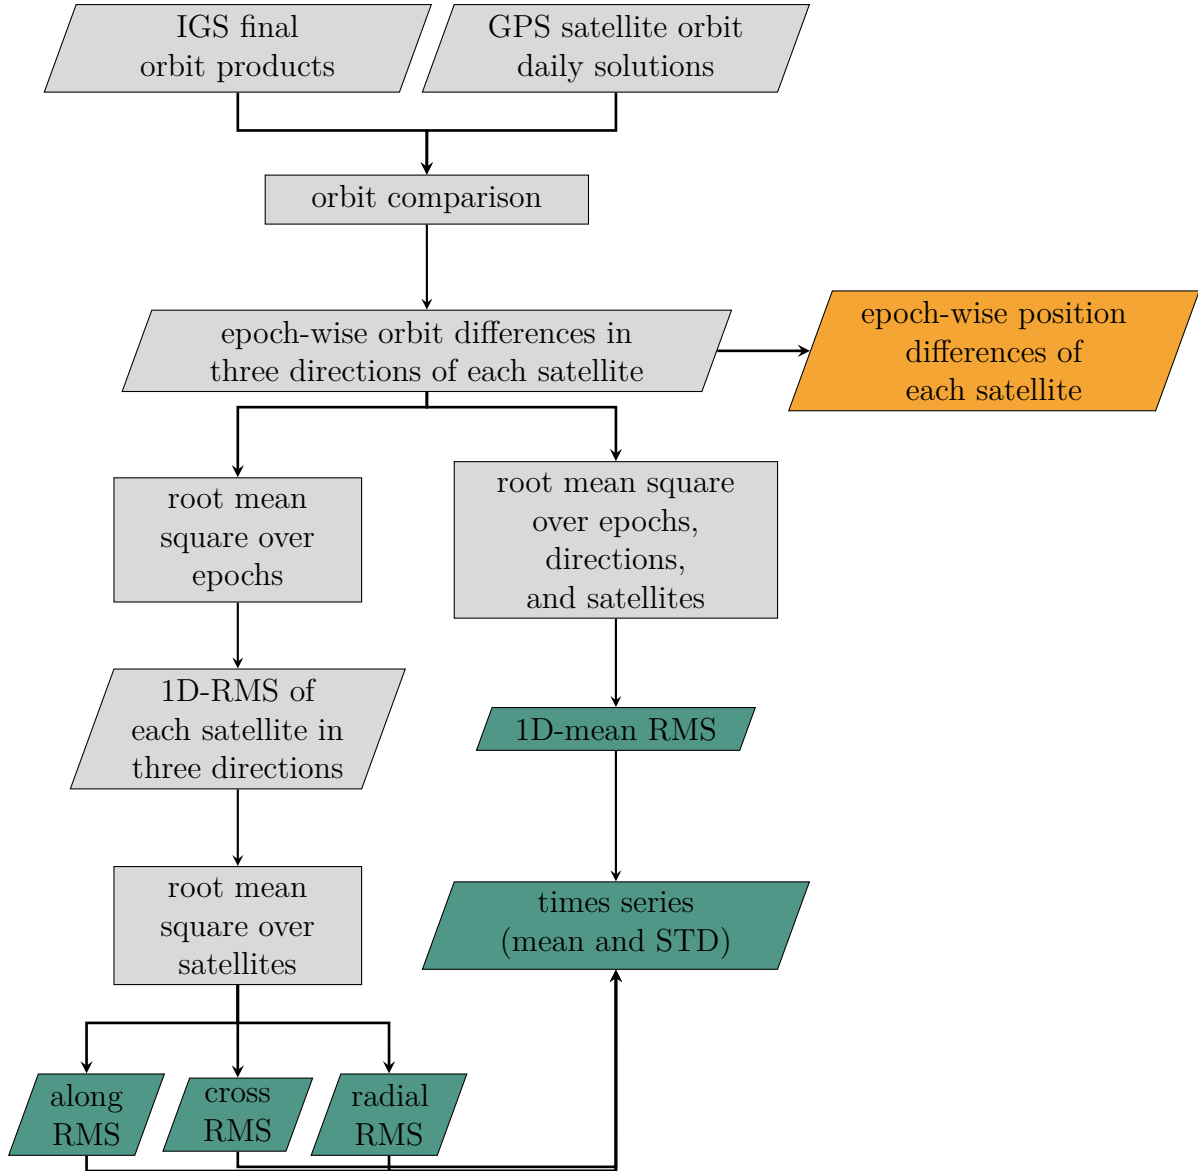 IGS final
orbit products
GPS satellite orbit
daily solutions
orbit comparison
epoch-wise orbit differences in
three directions of each satellite
epoch-wise position
differences of
each satellite
root mean
square over
epochs
root mean square
over epochs,
directions,
and satellites
1D-RMS of
each satellite in
three directions
1D-mean RMS
root mean
square over
satellites
times series
(mean and STD)
along
RMS
cross
RMS
radial
RMS